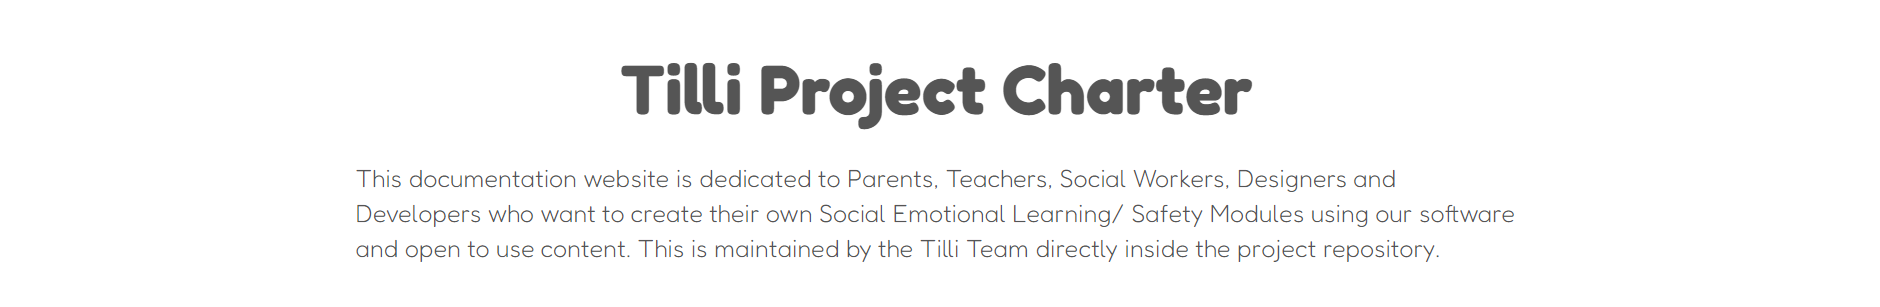 Tilli Project Charter
This documentation website is dedicated to Parents, Teachers, Social Workers, Designers and
Developers who want to create their own Social Emotional Learning/ Safety Modules using our software
and open to use content. This is maintained by the Tilli Team directly inside the project repository.